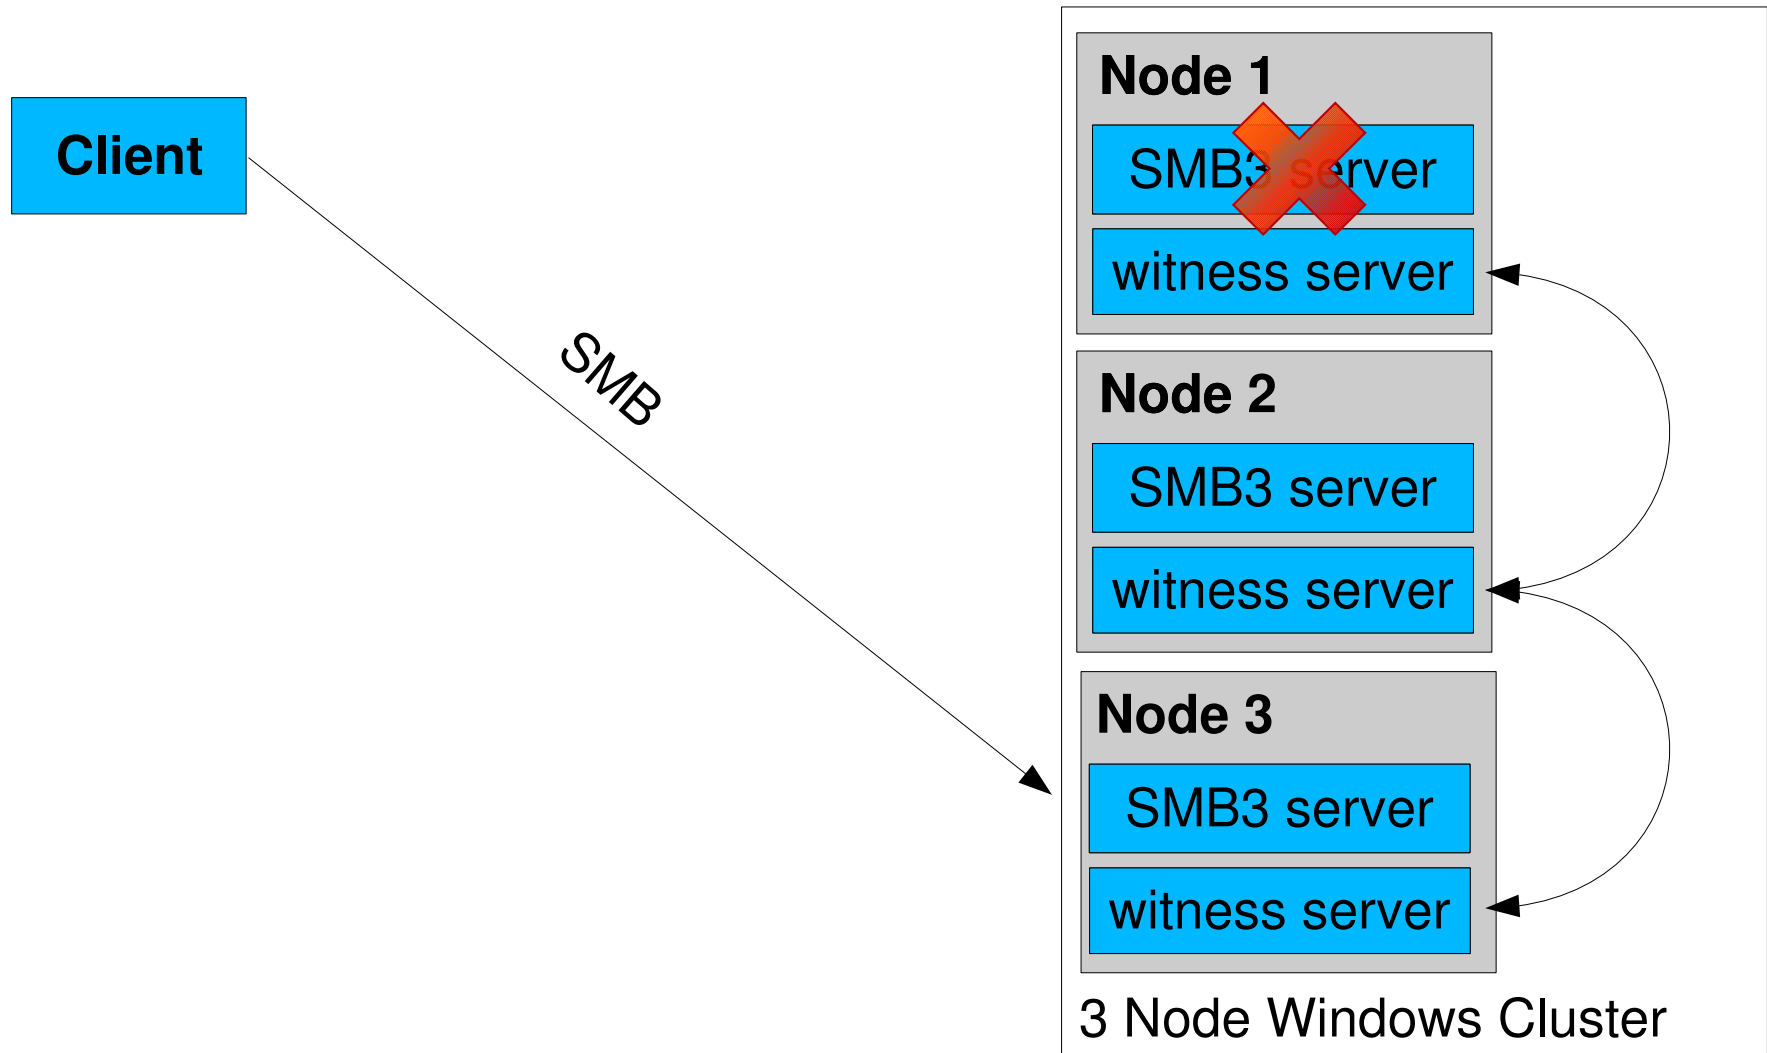 Client
SMB
Node 1
SMB3 server
witness server
Node 2
SMB3 server
witness server
Node 3
SMB3 server
witness server
3 Node Windows Cluster